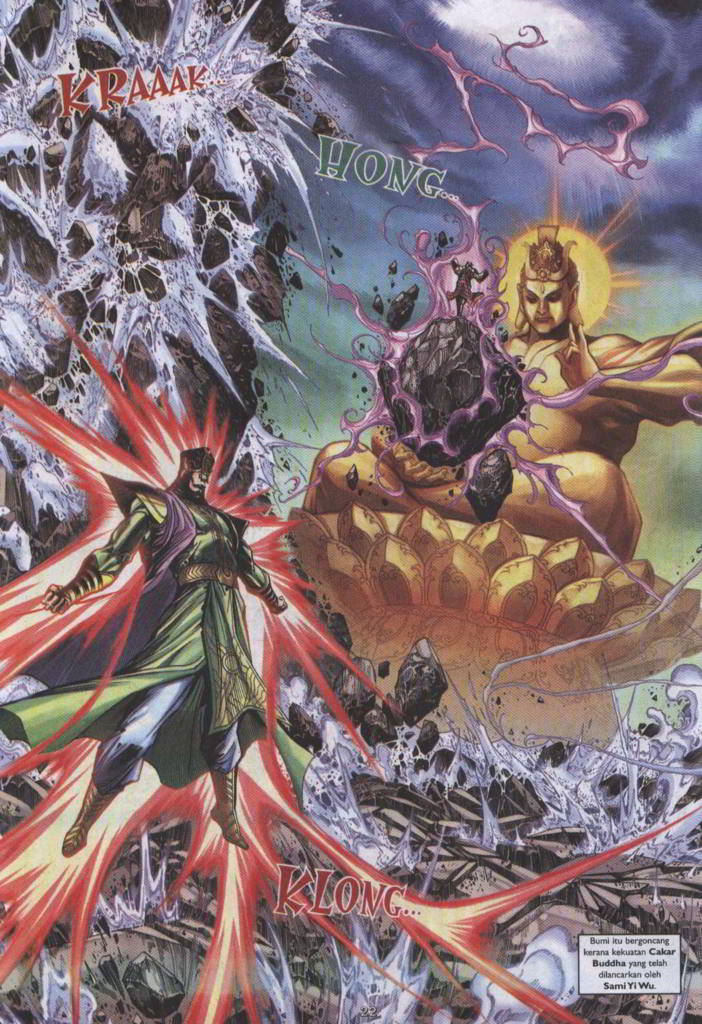 KRAAAK...
HONG...
KLONG...
Bumi itu bergoncang
kerana kekuatan Cakar
Buddha yang telah
dilancarkan oleh
Sami Yi Wu.
22